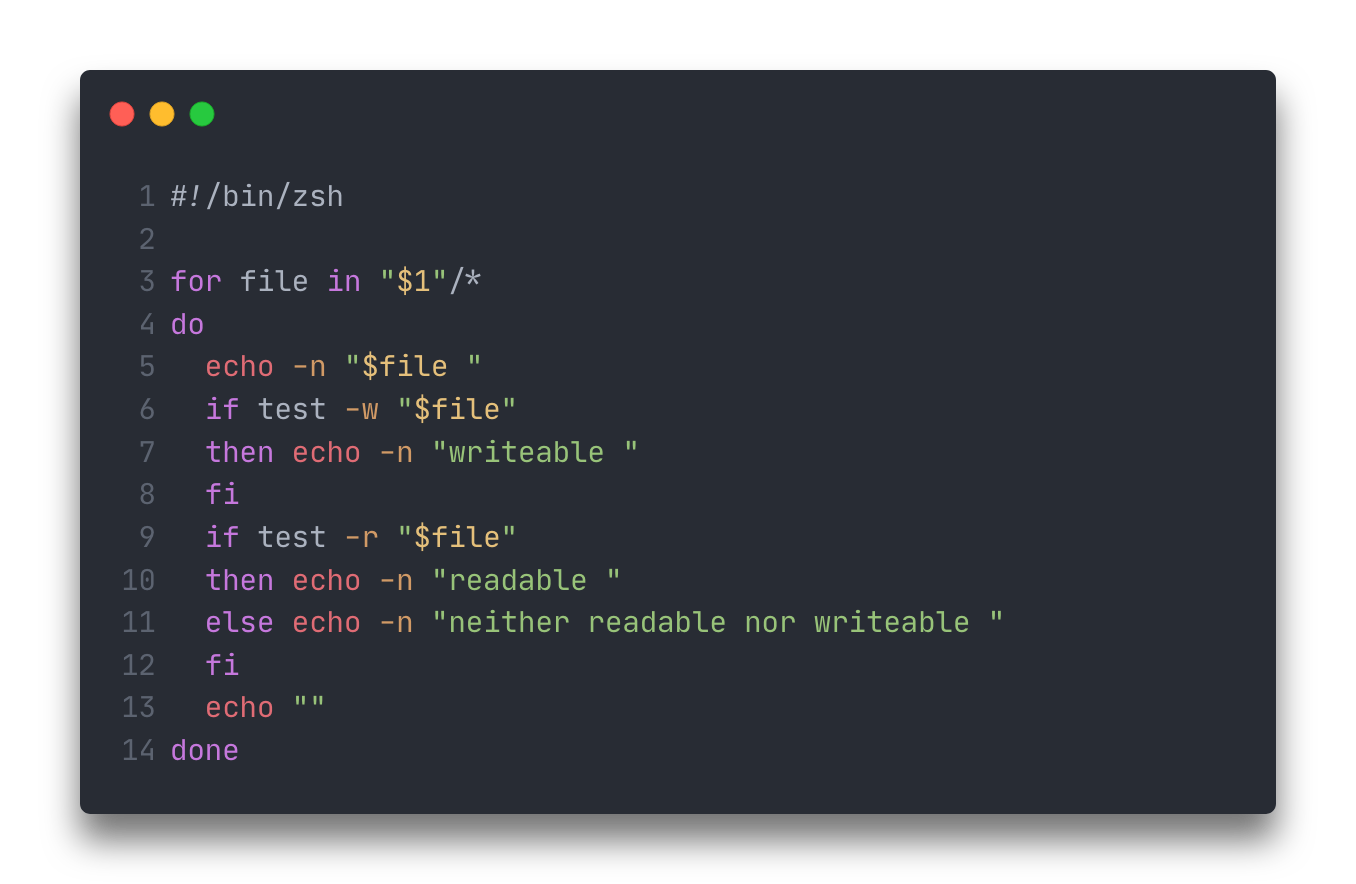 1 #!/bin/zsh
2
3 for file in "$1"/*
4 do
5   echo -n "$file "
6   if test -w "$file"
7   then echo -n "writeable "
8   fi
9   if test -r "$file"
10   then echo -n "readable "
11   else echo -n "neither readable nor writeable "
12   fi
13   echo ""
14 done